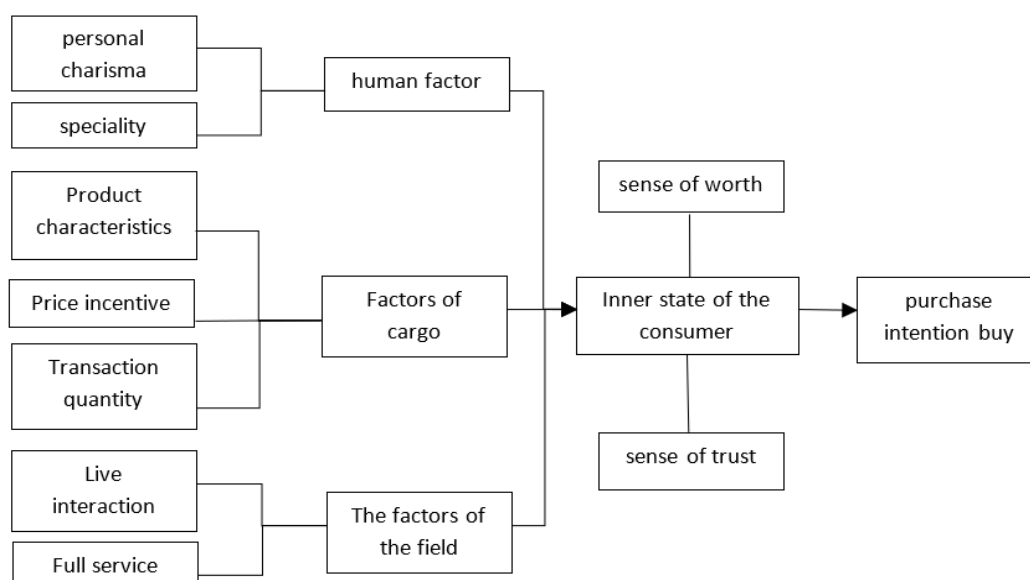 personal
charisma
speciality
human factor
Product
characteristics
Price incentive
Transaction
quantity
Factors of
cargo
Live
interaction
Full service
The factors of
the field
sense of worth
Inner state of the
consumer
sense of trust
purchase
intention buy